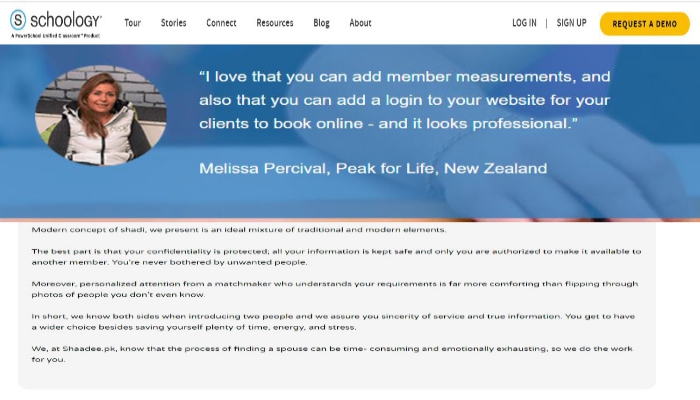 schoology
A PowerSchool Unified Classroom™ Product
Tour Stories Connect Resources Blog About
LOG IN | SIGN UP REQUEST A DEMO
“I love that you can add member measurements, and
also that you can add a login to your website for your
clients to book online - and it looks professional.”
Melissa Percival, Peak for Life, New Zealand
Modern concept of shadi, we present is an ideal mixture of traditional and modern elements.
The best part is that your confidentiality is protected; all your information is kept safe and only you are authorized to make it available to
another member. You're never bothered by unwanted people.
Moreover, personalized attention from a matchmaker who understands your requirements is far more comforting than flipping through
photos of people you don't even know.
In short, we know both sides when introducing two people and we assure you sincerity of service and true information. You get to have
a wider choice besides saving yourself plenty of time, energy, and stress.
We, at Shaadee.pk, know that the process of finding a spouse can be time- consuming and emotionally exhausting, so we do the work
for you.